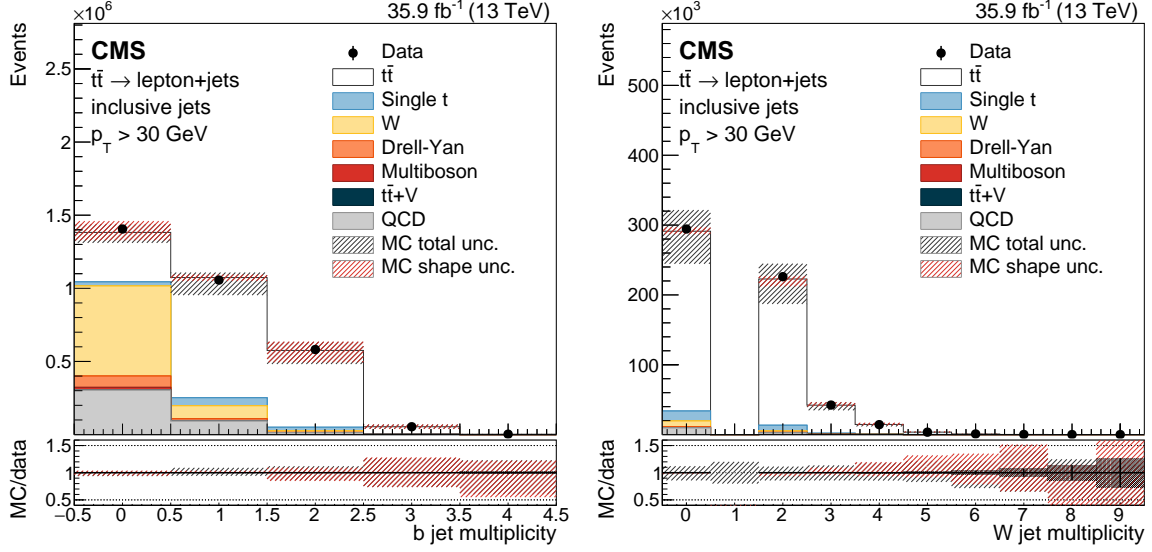 ×10⁶
35.9 fb⁻¹ (13 TeV)
Events
CMS
tt̄ → lepton+jets
inclusive jets
p_T > 30 GeV
Data
tt̄
Single t
W
Drell-Yan
Multiboson
tt̄+V
QCD
MC total unc.
MC shape unc.
2.5
2
1.5
1
0.5
MC/data
1.5
1
0.5
−0.5 0 0.5 1 1.5 2 2.5 3 3.5 4 4.5
b jet multiplicity
×10³
35.9 fb⁻¹ (13 TeV)
Events
CMS
tt̄ → lepton+jets
inclusive jets
p_T > 30 GeV
Data
tt̄
Single t
W
Drell-Yan
Multiboson
tt̄+V
QCD
MC total unc.
MC shape unc.
500
400
300
200
100
MC/data
1.5
1
0.5
0 1 2 3 4 5 6 7 8 9
W jet multiplicity